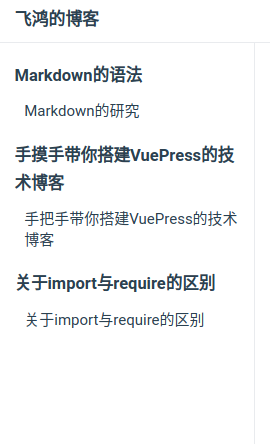 飞鸿的博客
Markdown的语法
Markdown的研究
手摸手带你搭建VuePress的技
术博客
手把手带你搭建VuePress的技术
博客
关于import与require的区别
关于import与require的区别